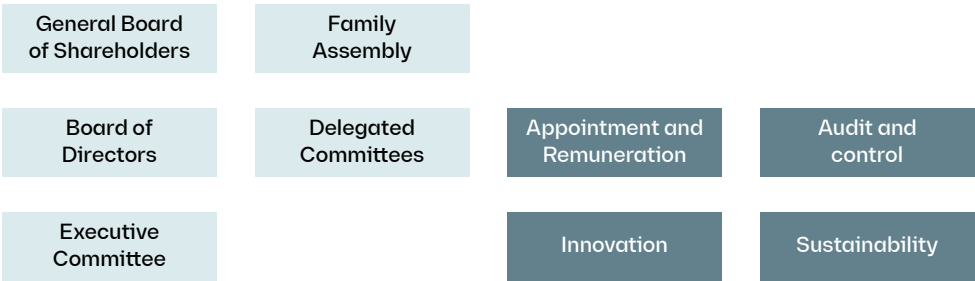 General Board
of Shareholders
Family
Assembly
Board of
Directors
Delegated
Committees
Appointment and
Remuneration
Audit and
control
Executive
Committee
Innovation
Sustainability